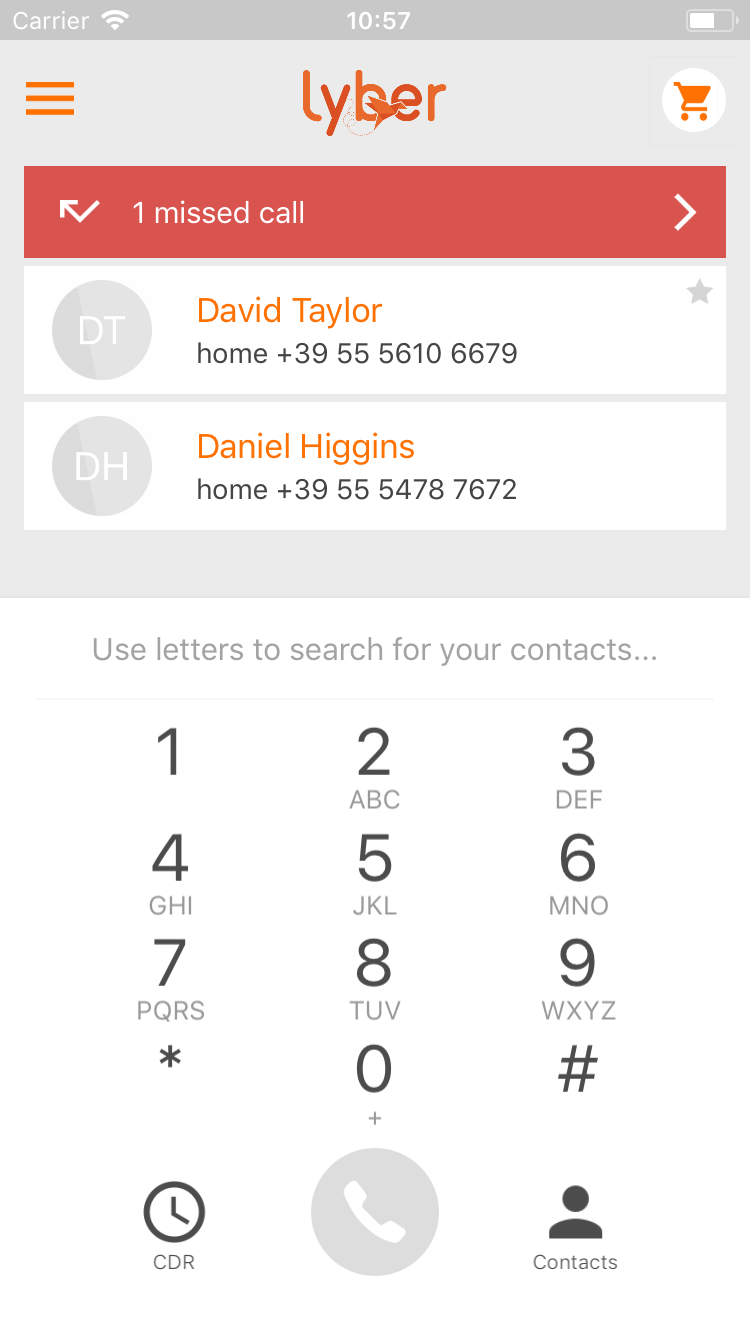 Carrier 10:57
lyber
1 missed call
DT
David Taylor
home +39 55 5610 6679
DH
Daniel Higgins
home +39 55 5478 7672
Use letters to search for your contacts...
1 2 3
ABC DEF
4 5 6
GHI JKL MNO
7 8 9
PQRS TUV WXYZ
* 0 #
+
CDR Contacts